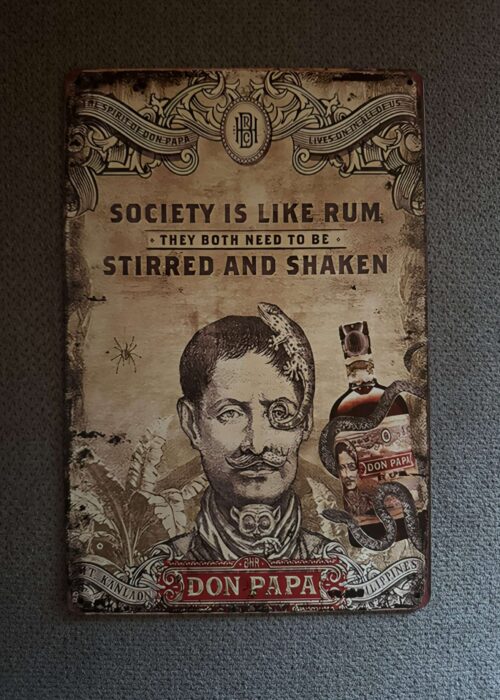 THE SPIRIT OF DON PAPA
LIVES ON IN ALL OF US
SOCIETY IS LIKE RUM
THEY BOTH NEED TO BE
STIRRED AND SHAKEN
DON PAPA
MT. KANLAON
DON PAPA